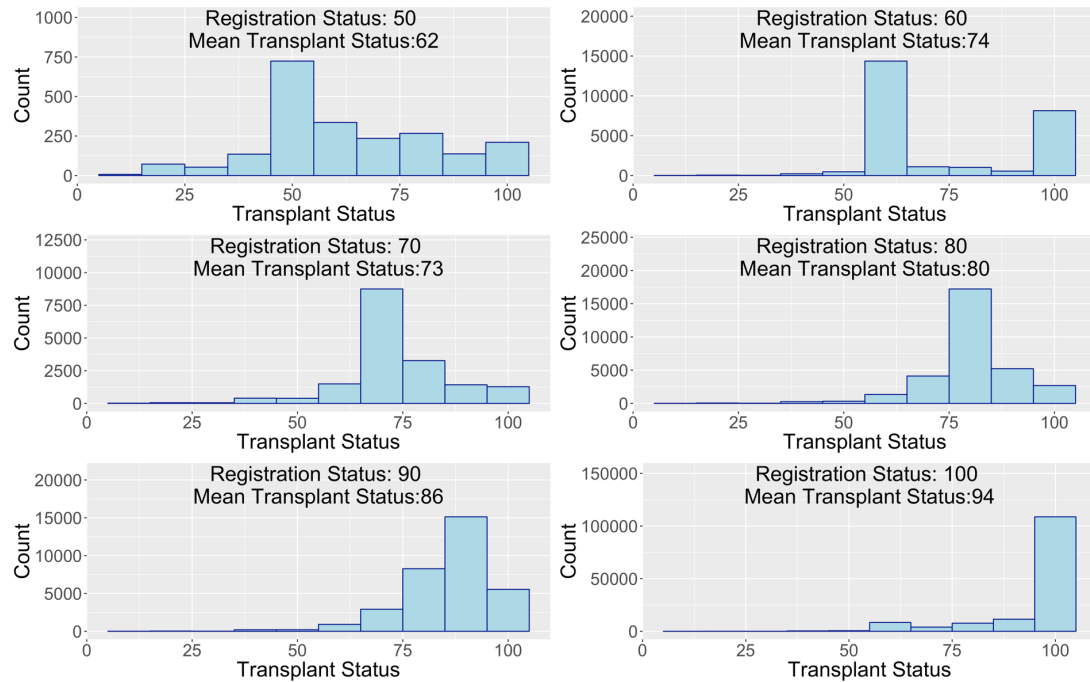 Registration Status: 50
Mean Transplant Status:62
1000
750
500
250
0
Count
0 25 50 75 100
Transplant Status
Registration Status: 60
Mean Transplant Status:74
20000
15000
10000
5000
0
Count
0 25 50 75 100
Transplant Status
Registration Status: 70
Mean Transplant Status:73
12500
10000
7500
5000
2500
0
Count
0 25 50 75 100
Transplant Status
Registration Status: 80
Mean Transplant Status:80
25000
20000
15000
10000
5000
0
Count
0 25 50 75 100
Transplant Status
Registration Status: 90
Mean Transplant Status:86
20000
15000
10000
5000
0
Count
0 25 50 75 100
Transplant Status
Registration Status: 100
Mean Transplant Status:94
150000
100000
50000
0
Count
0 25 50 75 100
Transplant Status